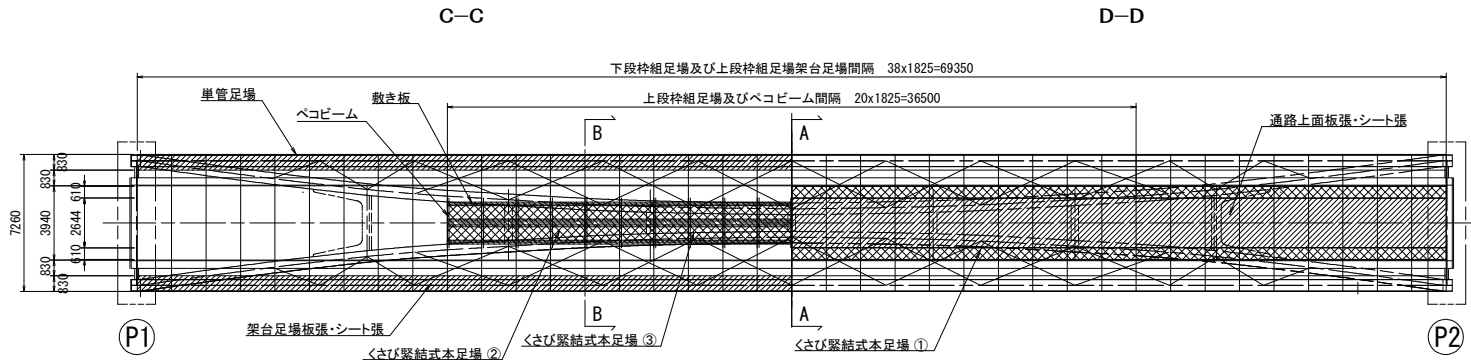 C-C
D-D
下段枠組足場及び上段枠組足場架台足場間隔 38x1825=69350
単管足場
敷き板
上段枠組足場及びペコビーム間隔 20x1825=36500
ペコビーム
B
A
通路上面板張・シート張
7260
830
830
610
3940
2644
610
830
830
架台足場板張・シート張
くさび緊結式本足場 ②
B
くさび緊結式本足場 ③
A
くさび緊結式本足場 ①
P1
P2